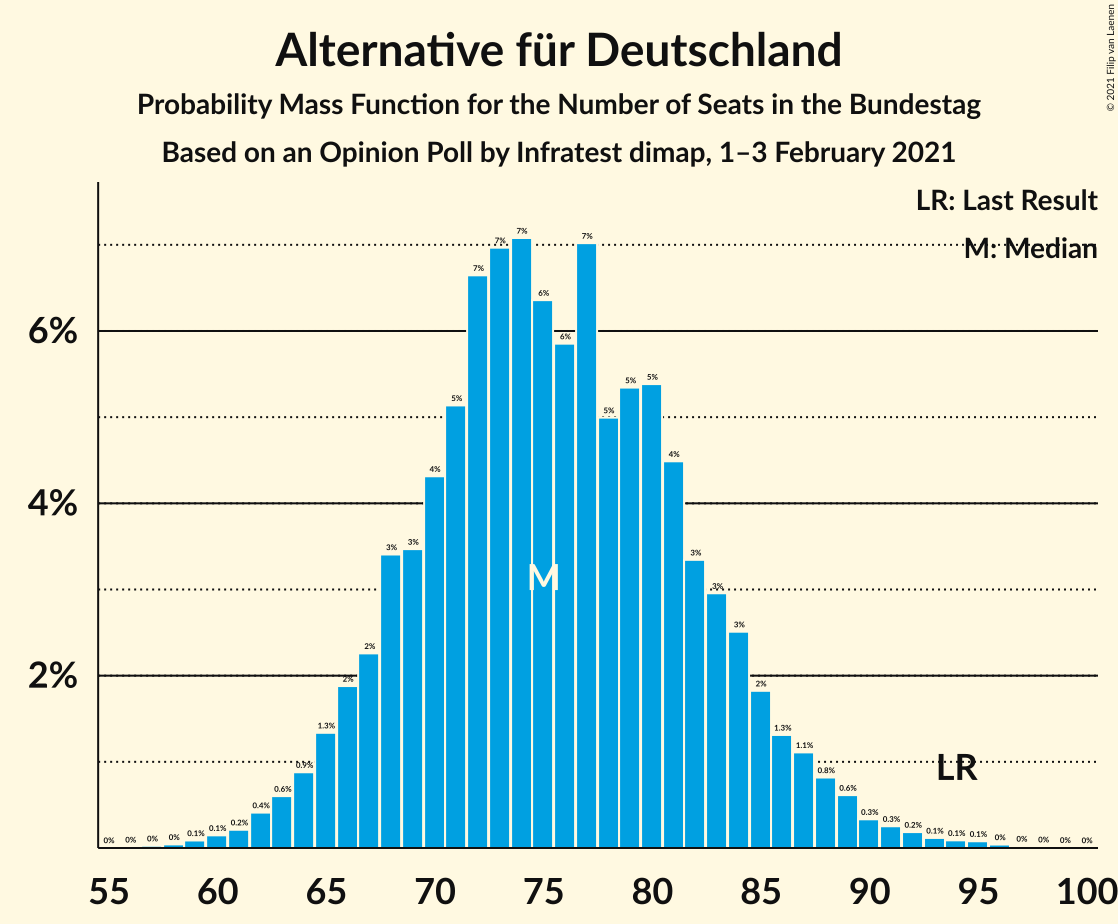 Alternative für Deutschland
Probability Mass Function for the Number of Seats in the Bundestag
Based on an Opinion Poll by Infratest dimap, 1–3 February 2021
© 2021 Filip van Laenen
LR: Last Result
M: Median
6%
4%
2%
0% 0% 0% 0% 0.1% 0.1% 0.2% 0.4% 0.6% 0.9% 1.3% 2% 2% 3% 3% 4% 5% 7% 7% 7% 6% 6% 7% 5% 5% 5% 4% 3% 3% 3% 2% 1.3% 1.1% 0.8% 0.6% 0.3% 0.3% 0.2% 0.1% 0.1% 0.1% 0% 0% 0% 0% 0%
M
LR
55 60 65 70 75 80 85 90 95 100